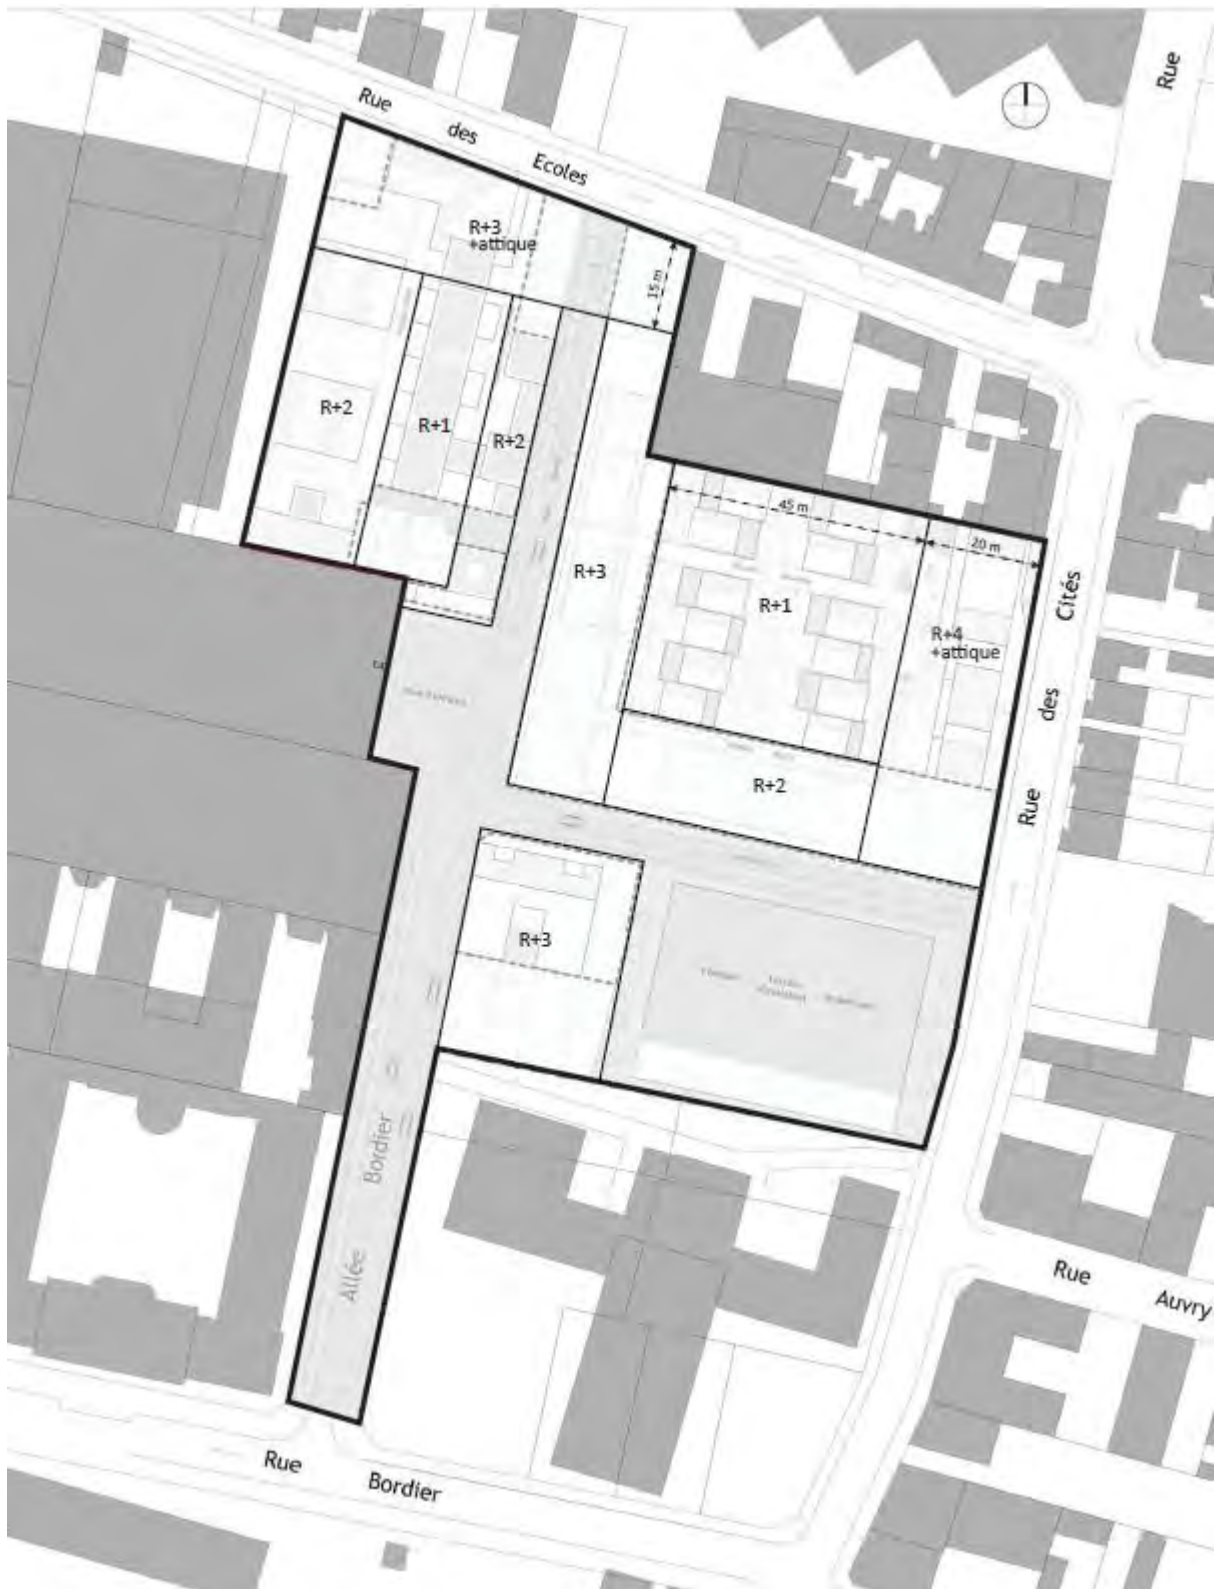 Rue
Rue
des
Ecoles
R+3
+attique
15 m
R+2
R+1
R+2
45 m
20 m
R+3
R+1
Cités
R+4
+attique
des
R+2
Rue
R+3
Bordier
Allée
Rue
Auvry
Rue
Bordier